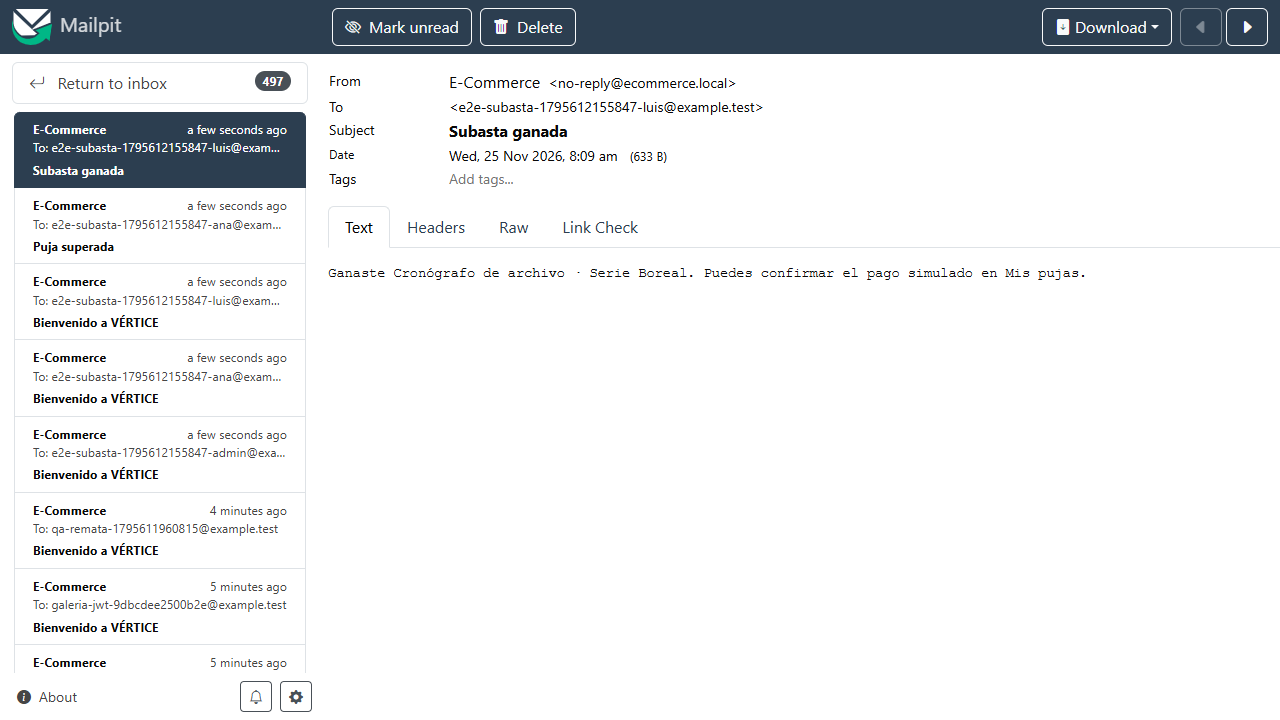 Mailpit
Mark unread
Delete
Download
Return to inbox
497
E-Commerce a few seconds ago
To: e2e-subasta-1795612155847-luis@exam...
Subasta ganada
E-Commerce a few seconds ago
To: e2e-subasta-1795612155847-ana@exam...
Puja superada
E-Commerce a few seconds ago
To: e2e-subasta-1795612155847-luis@exam...
Bienvenido a VÉRTICE
E-Commerce a few seconds ago
To: e2e-subasta-1795612155847-ana@exam...
Bienvenido a VÉRTICE
E-Commerce a few seconds ago
To: e2e-subasta-1795612155847-admin@exa...
Bienvenido a VÉRTICE
E-Commerce 4 minutes ago
To: qa-remata-1795611960815@example.test
Bienvenido a VÉRTICE
E-Commerce 5 minutes ago
To: galeria-jwt-9dbcdee2500b2e@example.test
Bienvenido a VÉRTICE
E-Commerce 5 minutes ago
About
From E-Commerce <no-reply@ecommerce.local>
To <e2e-subasta-1795612155847-luis@example.test>
Subject Subasta ganada
Date Wed, 25 Nov 2026, 8:09 am (633 B)
Tags Add tags...
Text Headers Raw Link Check
Ganaste Cronógrafo de archivo · Serie Boreal. Puedes confirmar el pago simulado en Mis pujas.